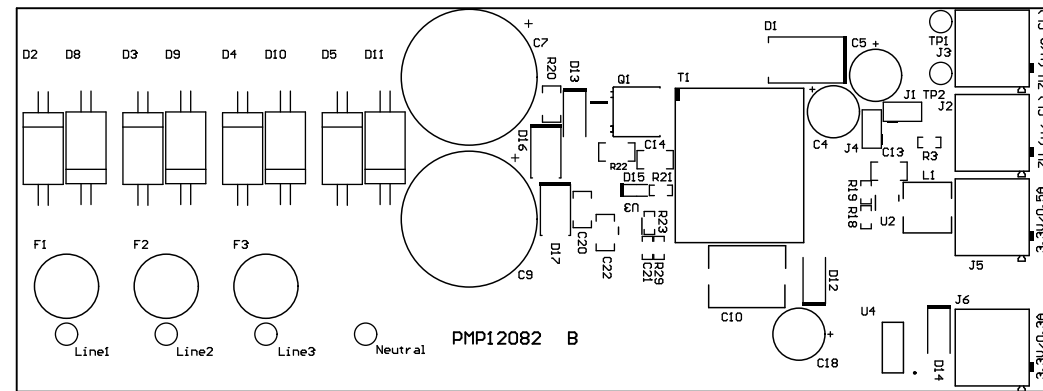 D2
D8
D3
D9
D4
D10
D5
D11
C7
R20
D13
Q1
T1
D1
C5
TP1
J3
TP2
J1
J2
D16
C14
R22
C4
J4
C13
R3
D15
R21
U3
R19
R18
L1
U2
R23
C20
C22
C21
R29
D17
C9
J5
F1
F2
F3
D12
C10
U4
J6
Line1
Line2
Line3
Neutral
PMP12082 B
C18
D14